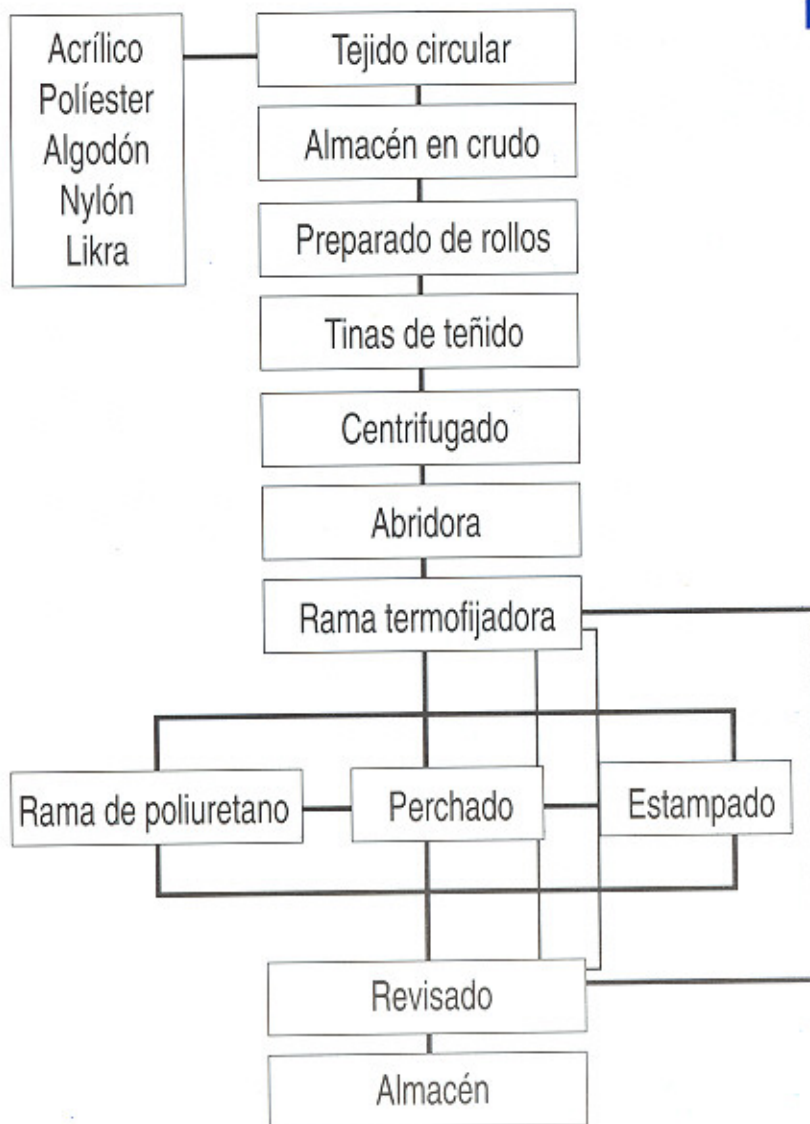 Acrílico
Políester
Algodón
Nylón
Likra
Tejido circular
Almacén en crudo
Preparado de rollos
Tinas de teñido
Centrifugado
Abridora
Rama termofijadora
Rama de poliuretano
Perchado
Estampado
Revisado
Almacén